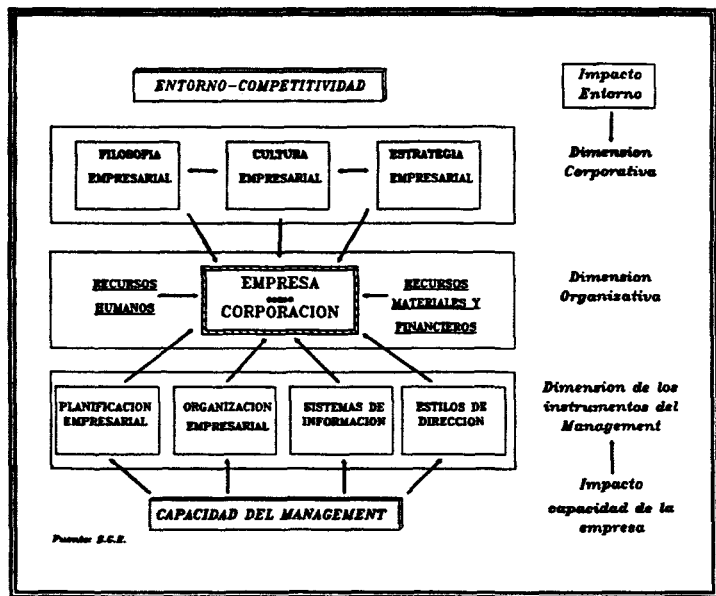 ENTORNO-COMPETITIVIDAD
Impacto
Entorno
FILOSOFIA
EMPRESARIAL
CULTURA
EMPRESARIAL
ESTRATEGIA
EMPRESARIAL
Dimension
Corporativa
RECURSOS
HUMANOS
EMPRESA
como
CORPORACION
RECURSOS
MATERIALES Y
FINANCIEROS
Dimension
Organizativa
PLANIFICACION
EMPRESARIAL
ORGANIZACION
EMPRESARIAL
SISTEMAS DE
INFORMACION
ESTILOS DE
DIRECCION
Dimension de los
instrumentos del
Management
CAPACIDAD DEL MANAGEMENT
Impacto
capacidad de la
empresa
Fuente: